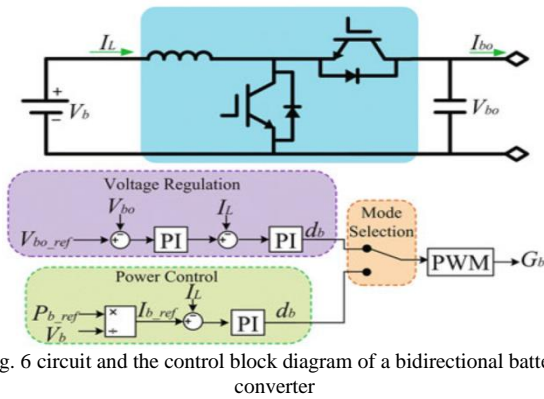 I_L
I_bo
+
V_b
−
V_bo
Voltage Regulation
V_bo
I_L
V_bo_ref
PI
PI
d_b
Mode
Selection
PWM
G_b
Power Control
I_L
P_b_ref
×
÷
I_b_ref
V_b
PI
d_b
g. 6 circuit and the control block diagram of a bidirectional batte
converter